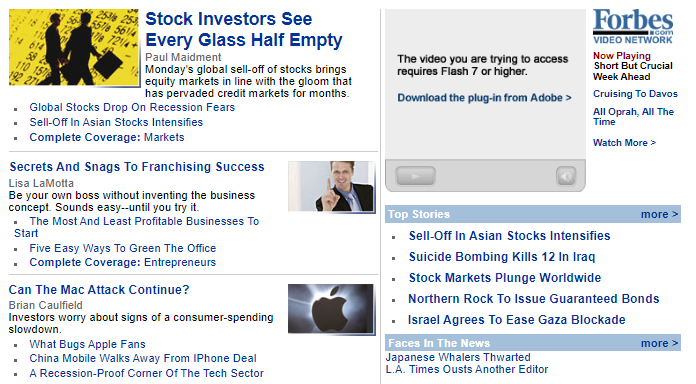 Stock Investors See
Every Glass Half Empty
Paul Maidment
Monday's global sell-off of stocks brings
equity markets in line with the gloom that
has pervaded credit markets for months.
Global Stocks Drop On Recession Fears
Sell-Off In Asian Stocks Intensifies
Complete Coverage: Markets
Secrets And Snags To Franchising Success
Lisa LaMotta
Be your own boss without inventing the business
concept. Sounds easy--until you try it.
The Most And Least Profitable Businesses To
Start
Five Easy Ways To Green The Office
Complete Coverage: Entrepreneurs
Can The Mac Attack Continue?
Brian Caulfield
Investors worry about signs of a consumer-spending
slowdown.
What Bugs Apple Fans
China Mobile Walks Away From IPhone Deal
A Recession-Proof Corner Of The Tech Sector
The video you are trying to access
requires Flash 7 or higher.
Download the plug-in from Adobe >
Forbes
.com
VIDEO NETWORK
Now Playing
Short But Crucial
Week Ahead
Cruising To Davos
All Oprah, All The
Time
Watch More >
Top Stories more >
Sell-Off In Asian Stocks Intensifies
Suicide Bombing Kills 12 In Iraq
Stock Markets Plunge Worldwide
Northern Rock To Issue Guaranteed Bonds
Israel Agrees To Ease Gaza Blockade
Faces In The News more >
Japanese Whalers Thwarted
L.A. Times Ousts Another Editor